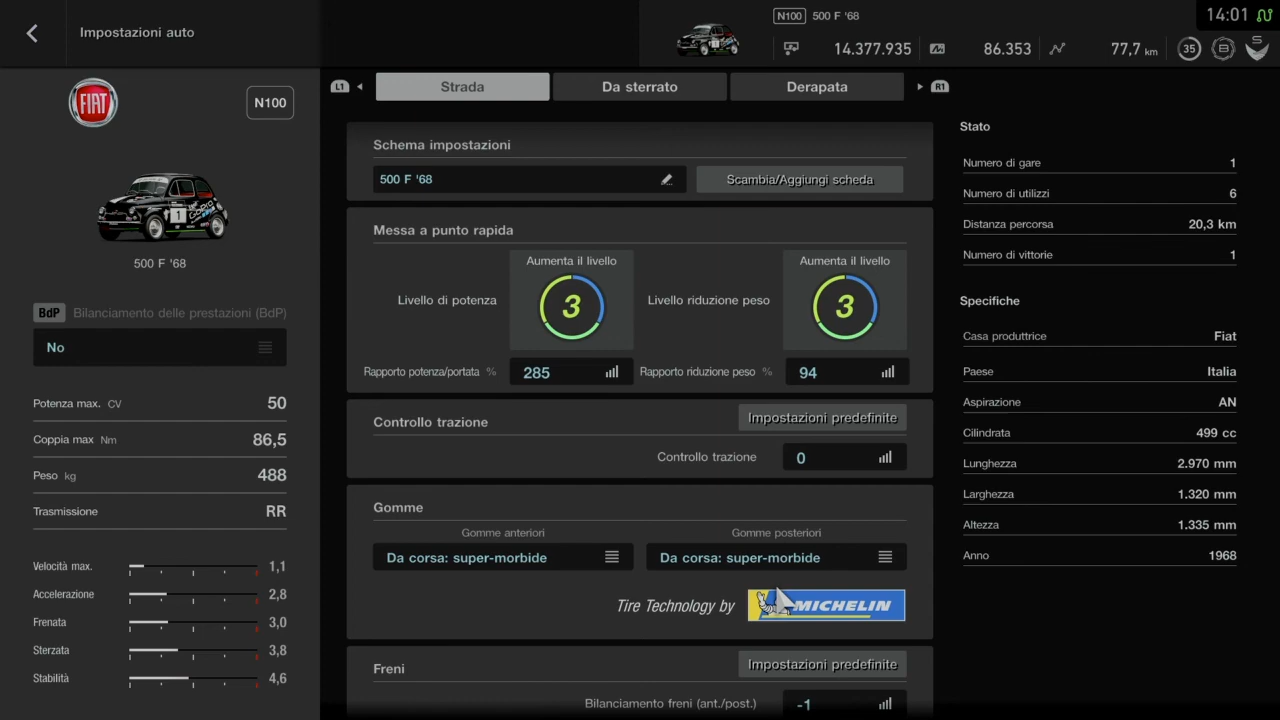 Impostazioni auto
N100
500 F '68
14:01
14.377.935
86.353
77,7 km
35
B
S
FIAT
N100
500 F '68
BdP Bilanciamento delle prestazioni (BdP)
No
Potenza max. CV 50
Coppia max Nm 86,5
Peso kg 488
Trasmissione RR
Velocità max. 1,1
Accelerazione 2,8
Frenata 3,0
Sterzata 3,8
Stabilità 4,6
L1
Strada
Da sterrato
Derapata
R1
Schema impostazioni
500 F '68
Scambia/Aggiungi scheda
Messa a punto rapida
Livello di potenza
Aumenta il livello
3
Livello riduzione peso
Aumenta il livello
3
Rapporto potenza/portata % 285
Rapporto riduzione peso % 94
Controllo trazione
Impostazioni predefinite
Controllo trazione 0
Gomme
Gomme anteriori
Gomme posteriori
Da corsa: super-morbide
Da corsa: super-morbide
Tire Technology by
MICHELIN
Freni
Impostazioni predefinite
Bilanciamento freni (ant./post.) -1
Stato
Numero di gare 1
Numero di utilizzi 6
Distanza percorsa 20,3 km
Numero di vittorie 1
Specifiche
Casa produttrice Fiat
Paese Italia
Aspirazione AN
Cilindrata 499 cc
Lunghezza 2.970 mm
Larghezza 1.320 mm
Altezza 1.335 mm
Anno 1968